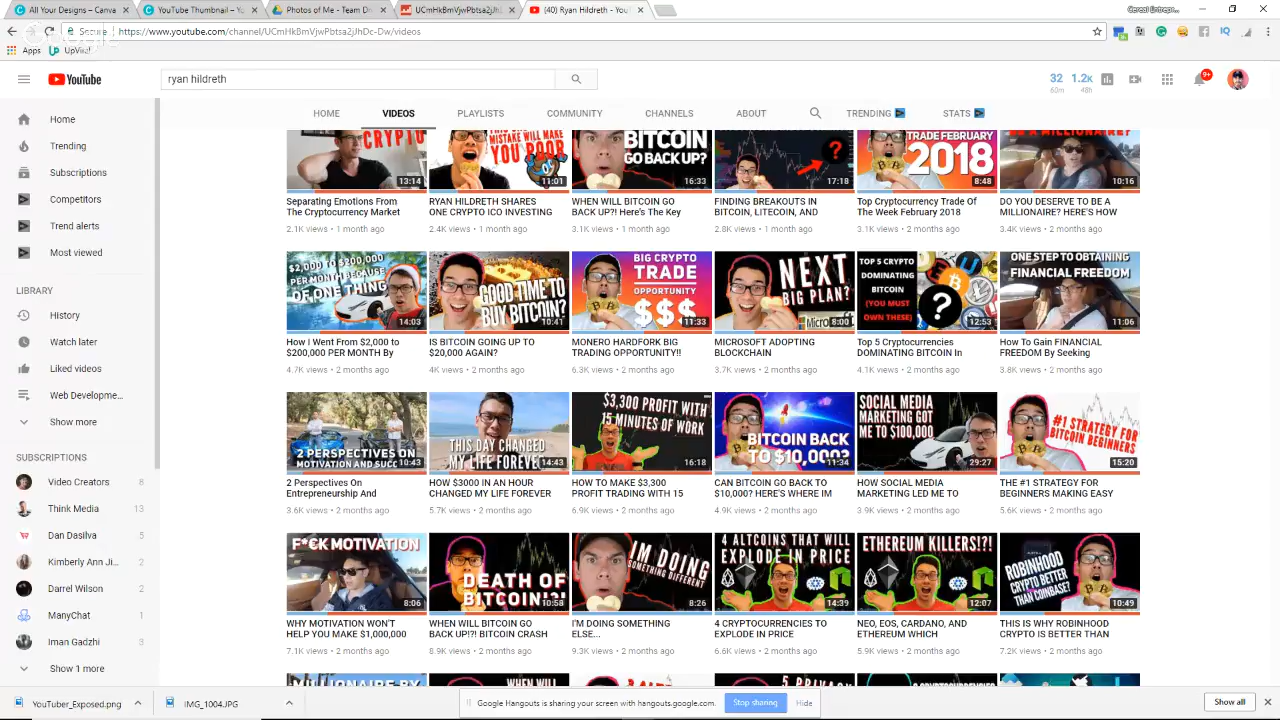 All Your Designs – Canva
YouTube Thumbnail – Yo
Photos of Me - Team Dr
UCmHkBmVjwPbtsa2jJhD
(40) Ryan Hildreth - YouT
Cereal Entrepre...
https://www.youtube.com/channel/UCmHkBmVjwPbtsa2jJhDc-Dw/videos
Apps
UpViral
YouTube
ryan hildreth
32
60m
1.2K
48h
9+
HOME
VIDEOS
PLAYLISTS
COMMUNITY
CHANNELS
ABOUT
TRENDING
STATS
Home
Trending
Subscriptions
Competitors
Trend alerts
Most viewed
LIBRARY
History
Watch later
Liked videos
Web Developme...
Show more
SUBSCRIPTIONS
Video Creators 8
Think Media 13
Dan Dasilva 5
Kimberly Ann Ji... 2
Darrel Wilson 2
ManyChat 1
Iman Gadzhi 3
Show 1 more
CRYPTO
13:14
MISTAKE WILL MAKE
YOU POOR
11:01
BITCOIN
GO BACK UP?
16:33
?
17:18
TRADE FEBRUARY
2018
8:48
10:16
Separating Emotions From
The Cryptocurrency Market
2.1K views • 1 month ago
RYAN HILDRETH SHARES
ONE CRYPTO ICO INVESTING
2.4K views • 1 month ago
WHEN WILL BITCOIN GO
BACK UP?! Here's The Key
3.1K views • 1 month ago
FINDING BREAKOUTS IN
BITCOIN, LITECOIN, AND
2.8K views • 1 month ago
Top Cryptocurrency Trade Of
The Week February 2018
3.1K views • 2 months ago
DO YOU DESERVE TO BE A
MILLIONAIRE? HERE'S HOW
3.4K views • 2 months ago
$2,000 TO $200,000
PER MONTH BECAUSE
OF ONE THING
14:03
GOOD TIME TO
BUY BITCOIN?
10:41
BIG CRYPTO
TRADE
OPPORTUNITY
$$$
11:33
NEXT
BIG PLAN?
Micro
8:00
TOP 5 CRYPTO
DOMINATING
BITCOIN
(YOU MUST
OWN THESE)
?
12:53
ONE STEP TO OBTAINING
FINANCIAL FREEDOM
11:06
How I Went From $2,000 to
$200,000 PER MONTH By
4.7K views • 2 months ago
IS BITCOIN GOING UP TO
$20,000 AGAIN?
4K views • 2 months ago
MONERO HARDFORK BIG
TRADING OPPORTUNITY!!
6.3K views • 2 months ago
MICROSOFT ADOPTING
BLOCKCHAIN
3.7K views • 2 months ago
Top 5 Cryptocurrencies
DOMINATING BITCOIN In
4.1K views • 2 months ago
How To Gain FINANCIAL
FREEDOM By Seeking
3.8K views • 2 months ago
2 PERSPECTIVES ON
MOTIVATION AND SUCC
10:43
THIS DAY CHANGED
MY LIFE FOREVER
14:43
$3,300 PROFIT WITH
15 MINUTES OF WORK
16:18
BITCOIN BACK
TO $10,000?
11:34
SOCIAL MEDIA
MARKETING GOT
ME TO $100,000
29:27
#1 STRATEGY FOR
BITCOIN BEGINNERS
15:20
2 Perspectives On
Entrepreneurship And
3.6K views • 2 months ago
HOW $3000 IN AN HOUR
CHANGED MY LIFE FOREVER
5.7K views • 2 months ago
HOW TO MAKE $3,300
PROFIT TRADING WITH 15
6.9K views • 2 months ago
CAN BITCOIN GO BACK TO
$10,000? HERE'S WHERE IM
4.9K views • 2 months ago
HOW SOCIAL MEDIA
MARKETING LED ME TO
3.9K views • 2 months ago
THE #1 STRATEGY FOR
BEGINNERS MAKING EASY
5.6K views • 2 months ago
F*€K MOTIVATION
8:06
DEATH OF
BITCOIN?!
10:58
I'M DOING
SOMETHING DIFFERENT
8:26
4 ALTCOINS THAT WILL
EXPLODE IN PRICE
14:39
ETHEREUM KILLERS!?!
12:07
ROBINHOOD
CRYPTO BETTER
THAN COINBASE?
10:49
WHY MOTIVATION WON'T
HELP YOU MAKE $1,000,000
7.1K views • 2 months ago
WHEN WILL BITCOIN GO
BACK UP!?! BITCOIN CRASH
8.9K views • 2 months ago
I'M DOING SOMETHING
ELSE...
9.3K views • 2 months ago
4 CRYPTOCURRENCIES TO
EXPLODE IN PRICE
6.6K views • 2 months ago
NEO, EOS, CARDANO, AND
ETHEREUM WHICH
5.9K views • 2 months ago
THIS IS WHY ROBINHOOD
CRYPTO IS BETTER THAN
7.2K views • 2 months ago
MILLIONAIRE BY
5 PRIVACY
Youtuber_Exposed.png
IMG_1004.JPG
Google Hangouts is sharing your screen with hangouts.google.com.
Stop sharing
Hide
Show all